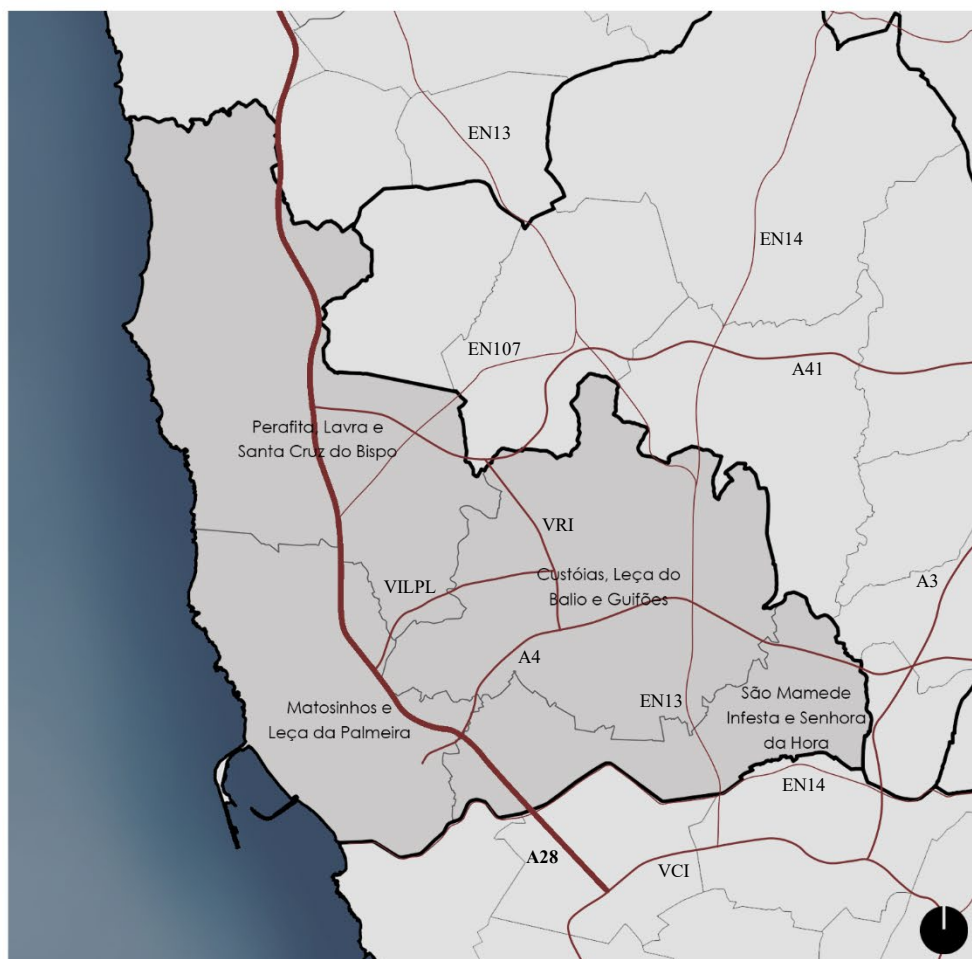 EN13
EN14
EN107
A41
Perafita, Lavra e
Santa Cruz do Bispo
VRI
VILPL
Custóias, Leça do
Balio e Guifões
A3
A4
EN13
São Mamede
Infesta e Senhora
da Hora
Matosinhos e
Leça da Palmeira
EN14
A28
VCI